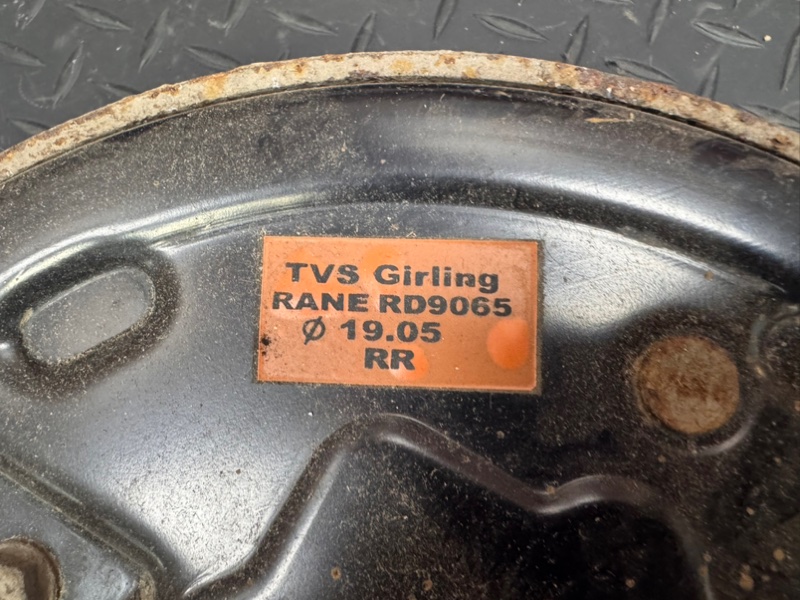 TVS Girling
RANE RD9065
Ø 19.05
RR